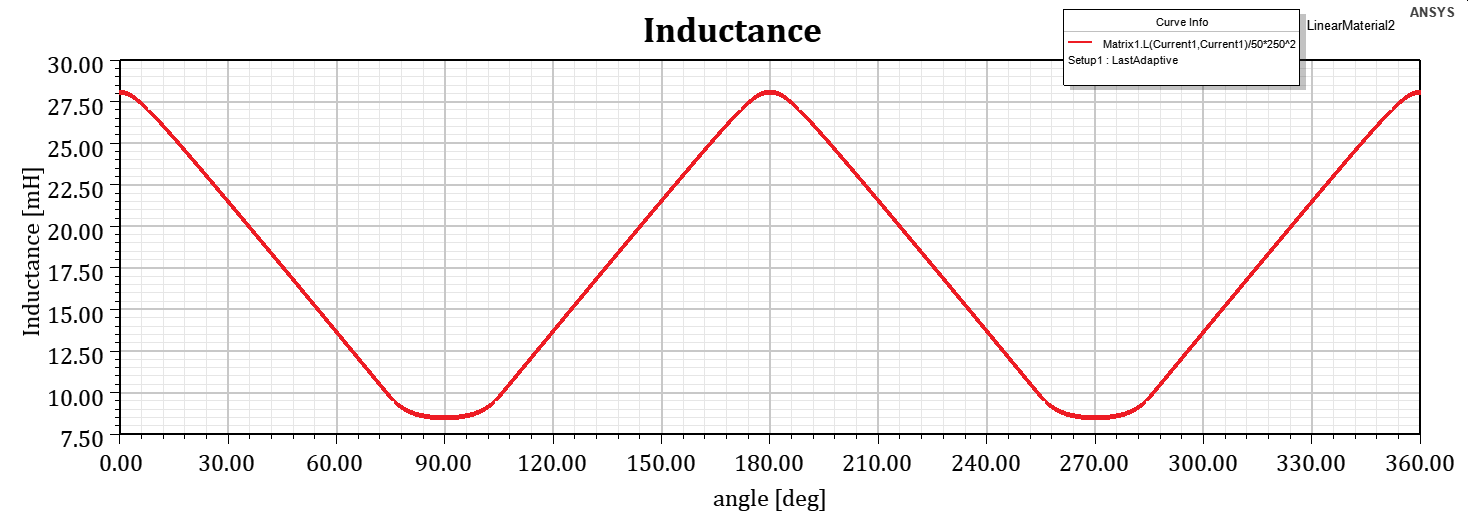 Inductance
ANSYS
Curve Info
LinearMaterial2
Matrix1.L(Current1,Current1)/50*250^2
Setup1 : LastAdaptive
30.00
27.50
25.00
22.50
20.00
17.50
15.00
12.50
10.00
7.50
Inductance [mH]
0.00 30.00 60.00 90.00 120.00 150.00 180.00 210.00 240.00 270.00 300.00 330.00 360.00
angle [deg]